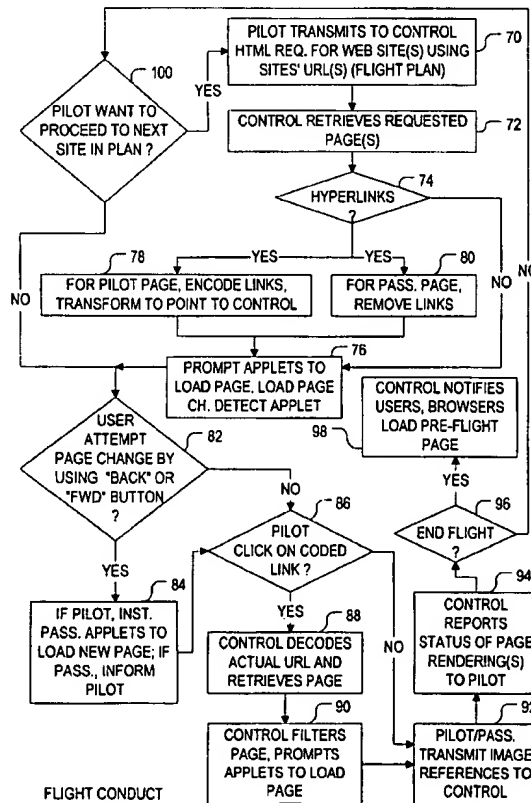 PILOT TRANSMITS TO CONTROL
HTML REQ. FOR WEB SITE(S) USING
SITES' URL(S) (FLIGHT PLAN)
70
100
PILOT WANT TO
PROCEED TO NEXT
SITE IN PLAN ?
YES
CONTROL RETRIEVES REQUESTED
PAGE(S)
72
HYPERLINKS
?
74
NO
NO
YES
YES
NO
78
FOR PILOT PAGE, ENCODE LINKS,
TRANSFORM TO POINT TO CONTROL
80
FOR PASS. PAGE,
REMOVE LINKS
76
PROMPT APPLETS TO
LOAD PAGE, LOAD PAGE
CH. DETECT APPLET
CONTROL NOTIFIES
USERS, BROWSERS
LOAD PRE-FLIGHT
PAGE
98
USER
ATTEMPT
PAGE CHANGE BY
USING "BACK" OR
"FWD" BUTTON
?
82
NO
YES
86
PILOT
CLICK ON CODED
LINK ?
YES
96
END FLIGHT
?
YES
84
IF PILOT, INST.
PASS. APPLETS TO
LOAD NEW PAGE; IF
PASS., INFORM
PILOT
88
CONTROL DECODES
ACTUAL URL AND
RETRIEVES PAGE
NO
94
CONTROL
REPORTS
STATUS OF PAGE
RENDERING(S)
TO PILOT
90
CONTROL FILTERS
PAGE, PROMPTS
APPLETS TO LOAD
PAGE
92
PILOT/PASS.
TRANSMIT IMAGE
REFERENCES TO
CONTROL
FLIGHT CONDUCT